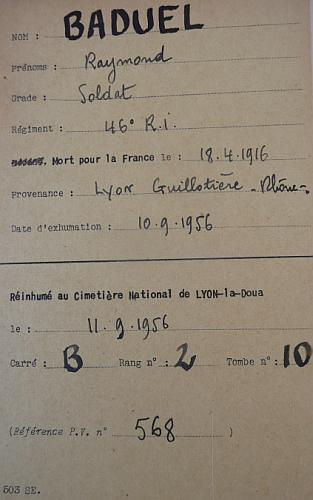 NOM : BADUEL
Prénoms : Raymond
Grade : Soldat
Régiment : 46° R.i.
Mort pour la France le : 18.4.1916
Provenance : Lyon Guillotière - Rhône -
Date d'exhumation : 10.9.1956
Réinhumé au Cimetière National de LYON-la-Doua
le : 11.9.1956
Carré : B Rang n° : 2 Tombe n° : 10
(Référence P.V. n° 568 )
503 SE.